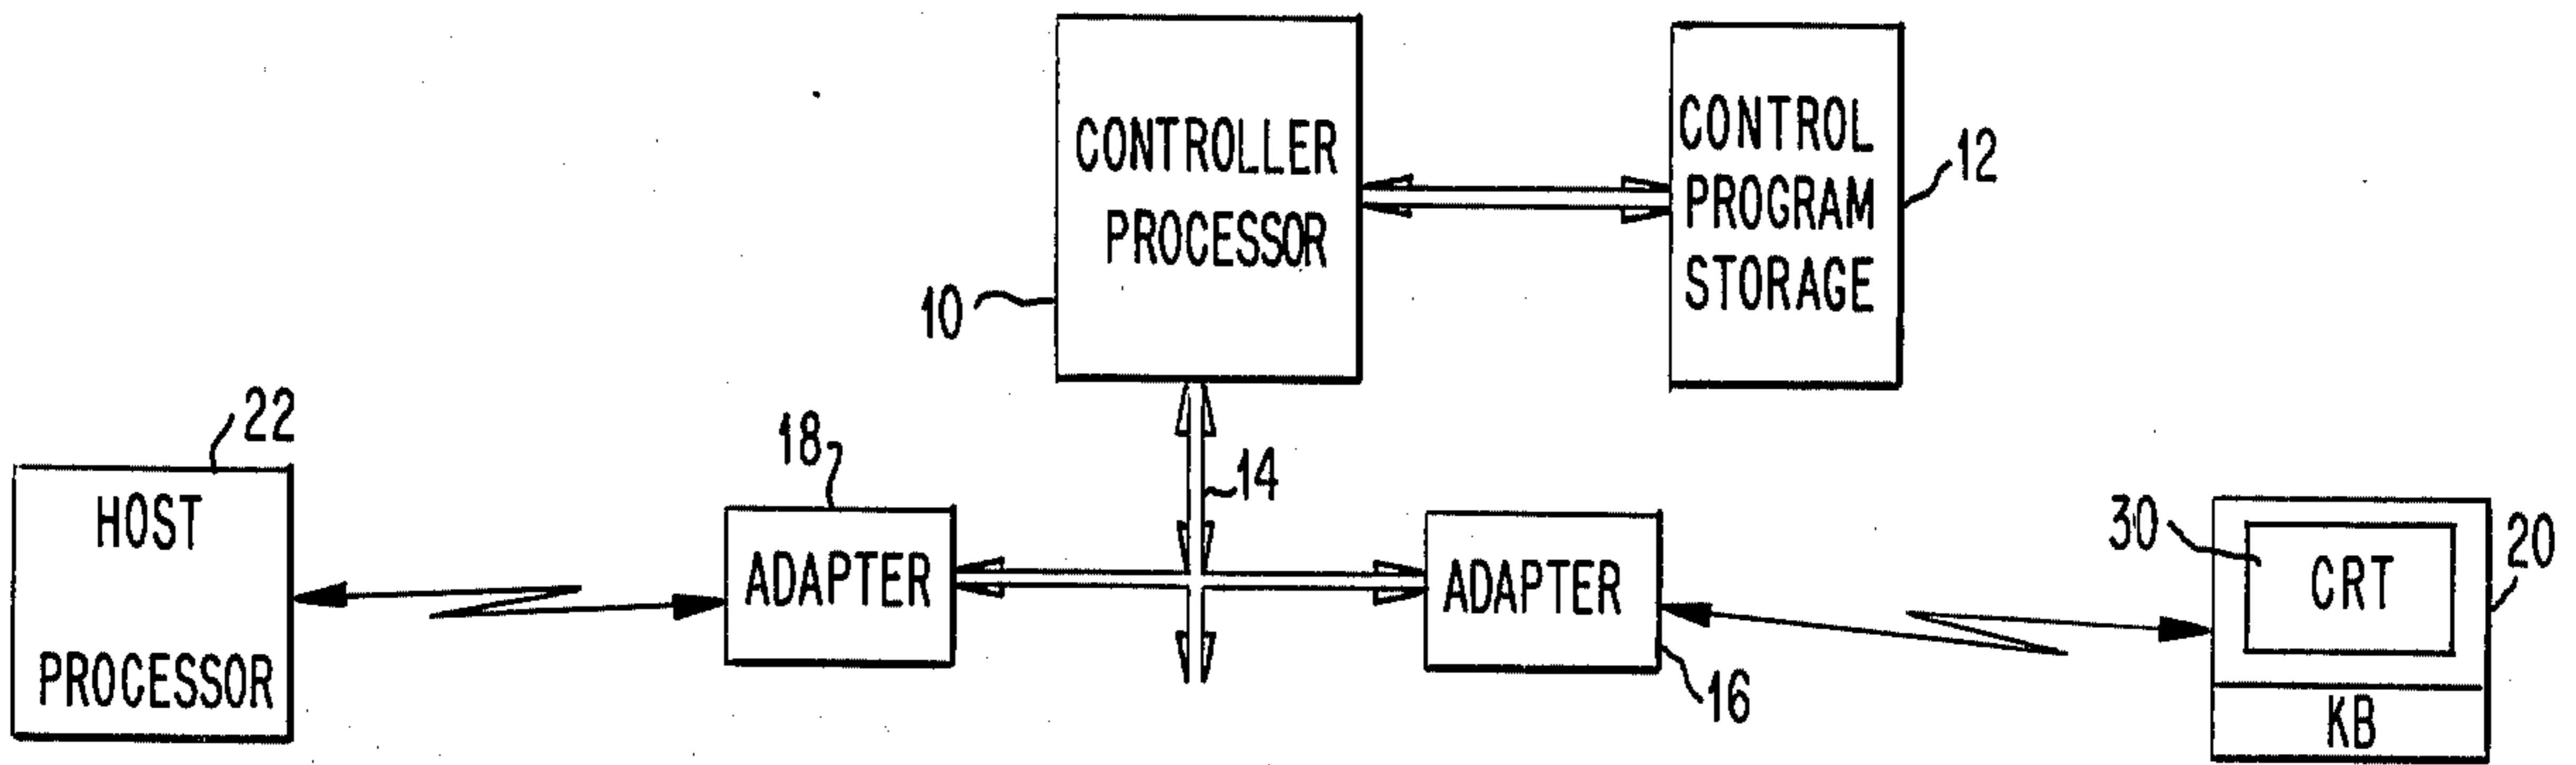 CONTROLLER
PROCESSOR
10
CONTROL
PROGRAM
STORAGE
12
22
HOST
PROCESSOR
18
ADAPTER
14
ADAPTER
16
30
CRT
20
KB